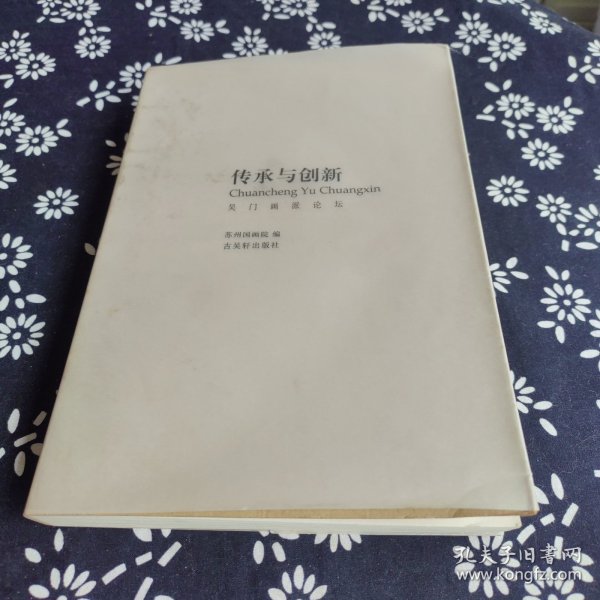 传承与创新
Chuancheng Yu Chuangxin
吴门画派论坛
苏州国画院 编
古吴轩出版社
孔夫子旧书网
www.kongfz.com